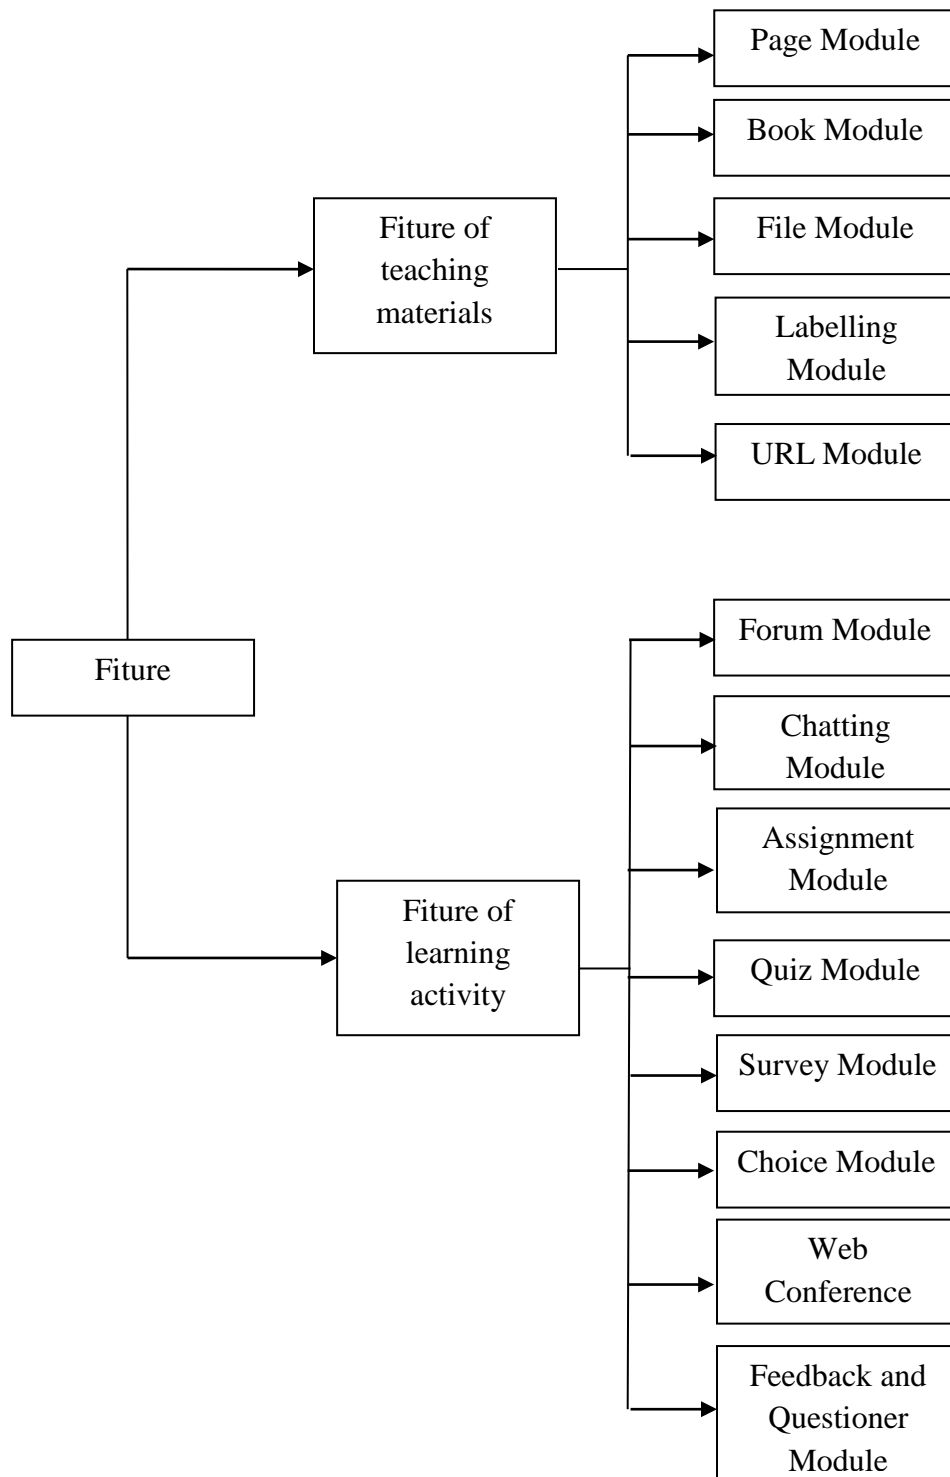 Page Module
Book Module
Fiture of
teaching
materials
File Module
Labelling
Module
URL Module
Fiture
Forum Module
Chatting
Module
Assignment
Module
Fiture of
learning
activity
Quiz Module
Survey Module
Choice Module
Web
Conference
Feedback and
Questioner
Module